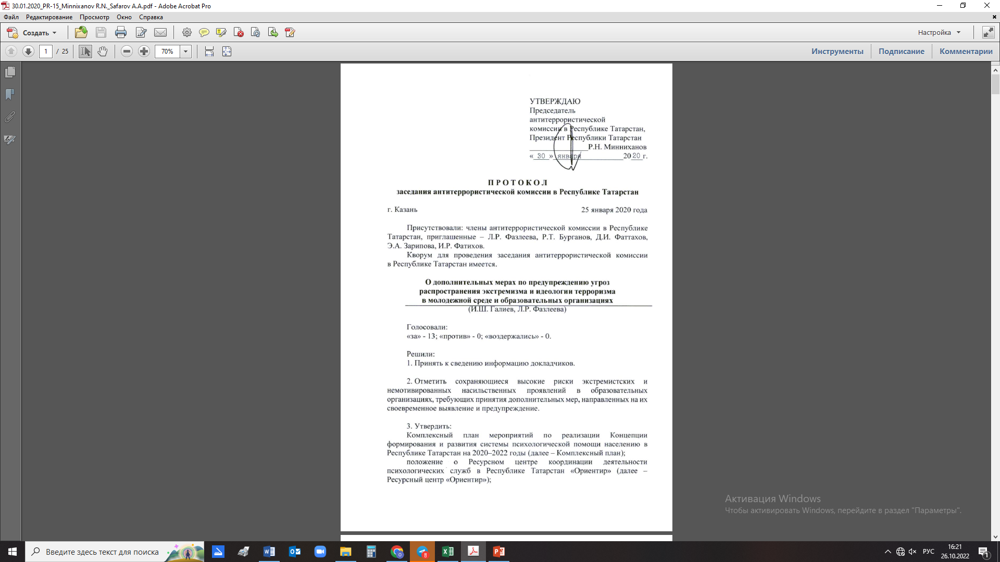 30.01.2020_PR-15_Minnixanov R.N._Safarov A.A.pdf - Adobe Acrobat Pro
Файл Редактирование Просмотр Окно Справка
Создать
Настройка
1 / 25
70%
Инструменты Подписание Комментарии
УТВЕРЖДАЮ
Председатель
антитеррористической
комиссии в Республике Татарстан,
Президент Республики Татарстан
_______________Р.Н. Минниханов
« 30 » января 2020 г.
П Р О Т О К О Л
заседания антитеррористической комиссии в Республике Татарстан
г. Казань 25 января 2020 года
Присутствовали: члены антитеррористической комиссии в Республике
Татарстан, приглашенные – Л.Р. Фазлеева, Р.Т. Бурганов, Д.И. Фаттахов,
Э.А. Зарипова, И.Р. Фатихов.
Кворум для проведения заседания антитеррористической комиссии
в Республике Татарстан имеется.
О дополнительных мерах по предупреждению угроз
распространения экстремизма и идеологии терроризма
в молодежной среде и образовательных организациях
(И.Ш. Галиев, Л.Р. Фазлеева)
Голосовали:
«за» - 13; «против» - 0; «воздержались» - 0.
Решили:
1. Принять к сведению информацию докладчиков.
2. Отметить сохраняющиеся высокие риски экстремистских и
немотивированных насильственных проявлений в образовательных
организациях, требующих принятия дополнительных мер, направленных на их
своевременное выявление и предупреждение.
3. Утвердить:
Комплексный план мероприятий по реализации Концепции
формирования и развития системы психологической помощи населению в
Республике Татарстан на 2020–2022 годы (далее – Комплексный план);
положение о Ресурсном центре координации деятельности
психологических служб в Республике Татарстан «Ориентир» (далее –
Ресурсный центр «Ориентир»);
Активация Windows
Чтобы активировать Windows, перейдите в раздел "Параметры".
Введите здесь текст для поиска
РУС
16:21
26.10.2022
1